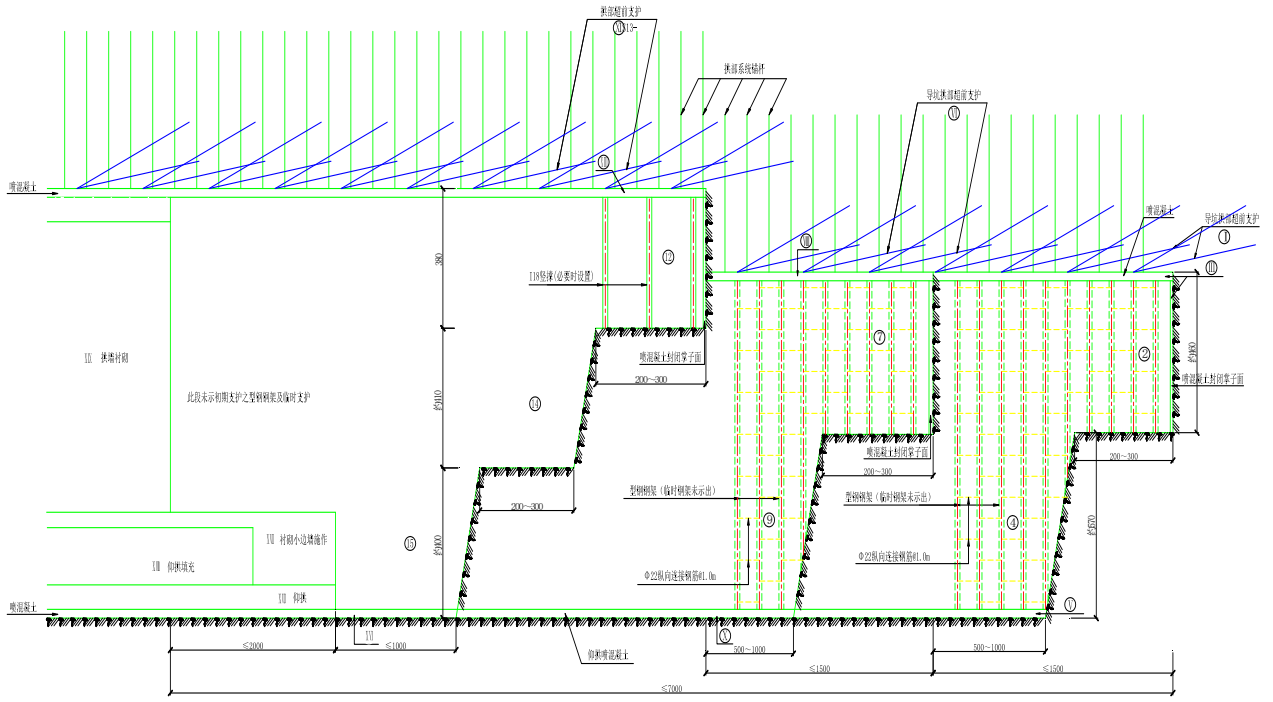 拱部超前支护
拱部系统锚杆
导坑拱部超前支护
Ⅵ
喷混凝土
喷混凝土
导坑拱部超前支护
Ⅰ
Ⅷ
Ⅲ
⑫
380
I18竖撑(必要时设置)
⑦
②
约460
喷混凝土封闭掌子面
喷混凝土封闭掌子面
200～300
拱墙衬砌
此段未示初期支护之型钢钢架及临时支护
⑭
约410
喷混凝土封闭掌子面
200～300
200～300
型钢钢架（临时钢架未示出）
型钢钢架（临时钢架未示出）
200～300
⑨
④
约570
衬砌小边墙施作
⑮
约400
仰拱填充
Φ22纵向连接钢筋@1.0m
Φ22纵向连接钢筋@1.0m
仰拱
喷混凝土
Ⅴ
Ⅹ
≤2000
≤1000
仰拱喷混凝土
500～1000
500～1000
≤1500
≤1500
≤7000